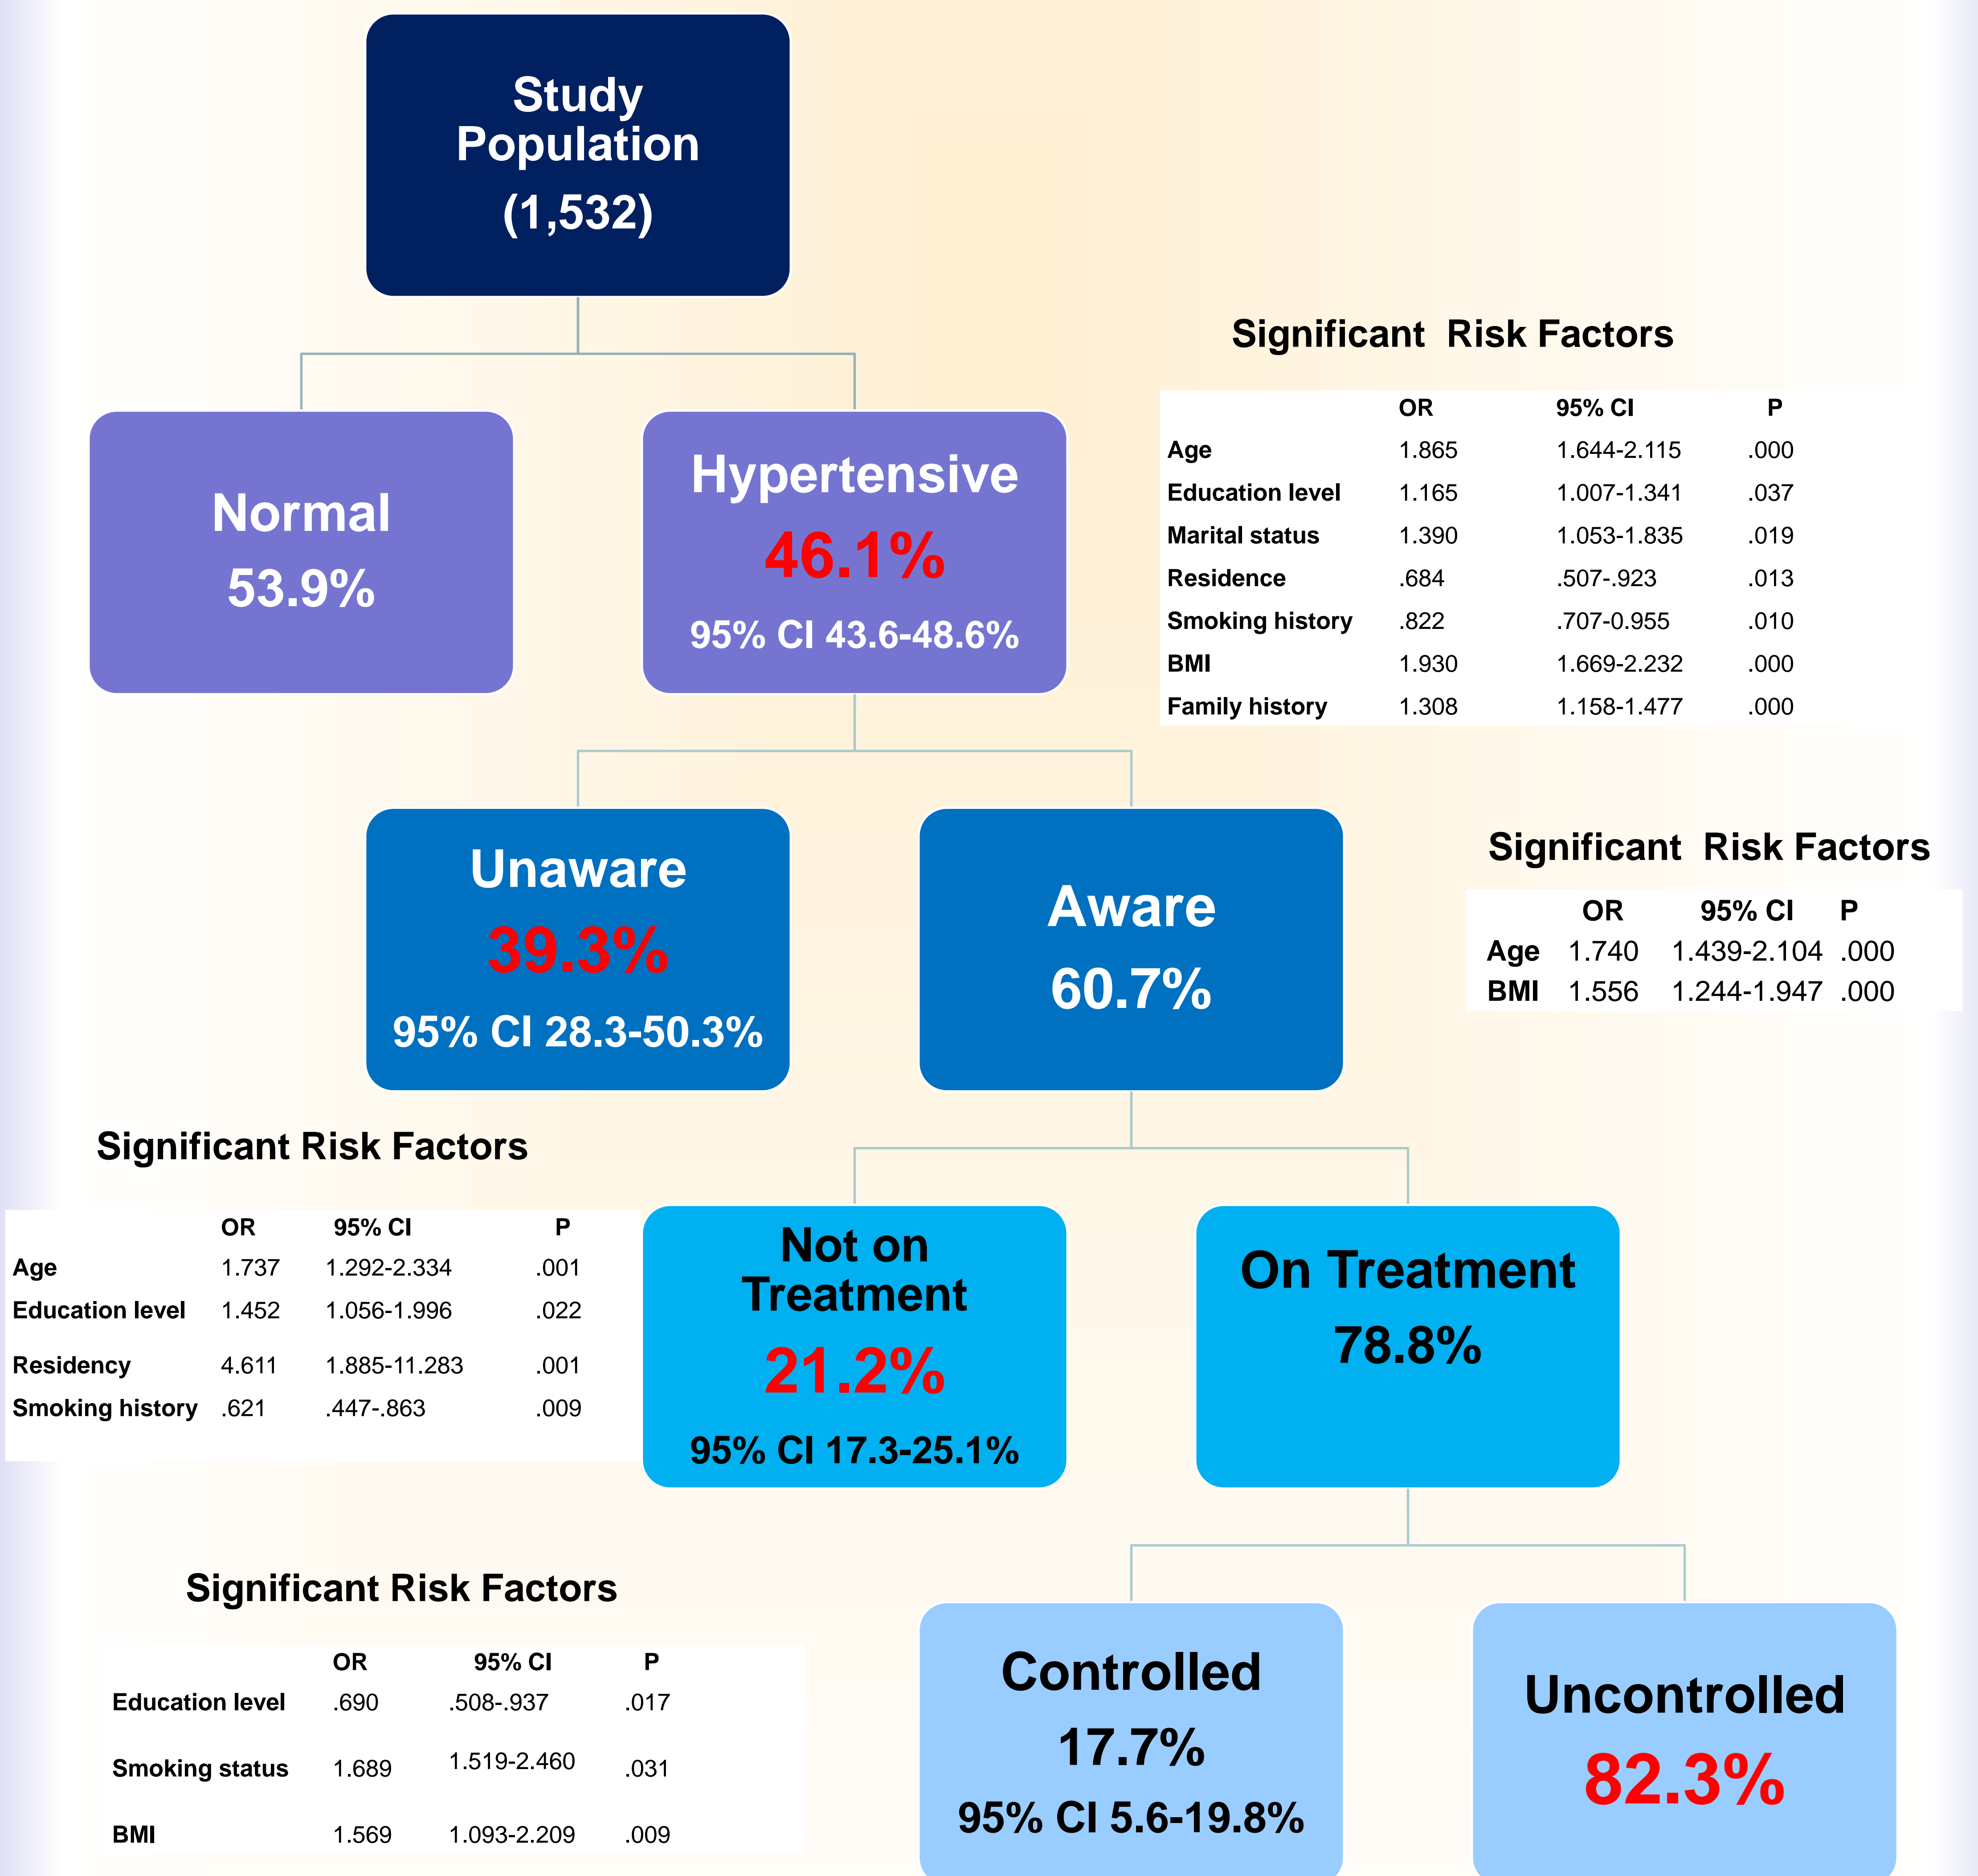 Study
Population
(1,532)
Significant Risk Factors
OR 95% CI P
Age 1.865 1.644-2.115 .000
Education level 1.165 1.007-1.341 .037
Marital status 1.390 1.053-1.835 .019
Residence .684 .507-.923 .013
Smoking history .822 .707-0.955 .010
BMI 1.930 1.669-2.232 .000
Family history 1.308 1.158-1.477 .000
Normal
53.9%
Hypertensive
46.1%
95% CI 43.6-48.6%
Unaware
39.3%
95% CI 28.3-50.3%
Aware
60.7%
Significant Risk Factors
OR 95% CI P
Age 1.740 1.439-2.104 .000
BMI 1.556 1.244-1.947 .000
Significant Risk Factors
OR 95% CI P
Age 1.737 1.292-2.334 .001
Education level 1.452 1.056-1.996 .022
Residency 4.611 1.885-11.283 .001
Smoking history .621 .447-.863 .009
Not on
Treatment
21.2%
95% CI 17.3-25.1%
On Treatment
78.8%
Significant Risk Factors
OR 95% CI P
Education level .690 .508-.937 .017
Smoking status 1.689 1.519-2.460 .031
BMI 1.569 1.093-2.209 .009
Controlled
17.7%
95% CI 5.6-19.8%
Uncontrolled
82.3%